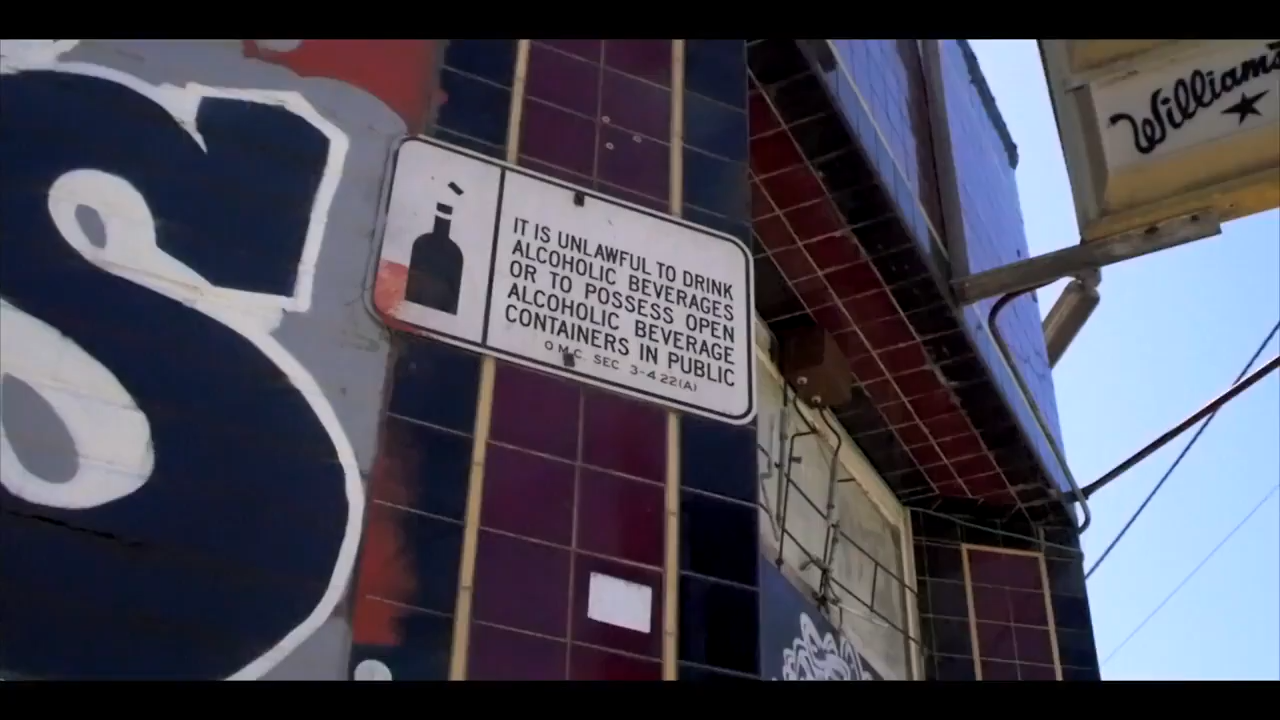 S
Williams
IT IS UNLAWFUL TO DRINK
ALCOHOLIC BEVERAGES
OR TO POSSESS OPEN
ALCOHOLIC BEVERAGE
CONTAINERS IN PUBLIC
O.M.C. SEC 3-4.22(A)